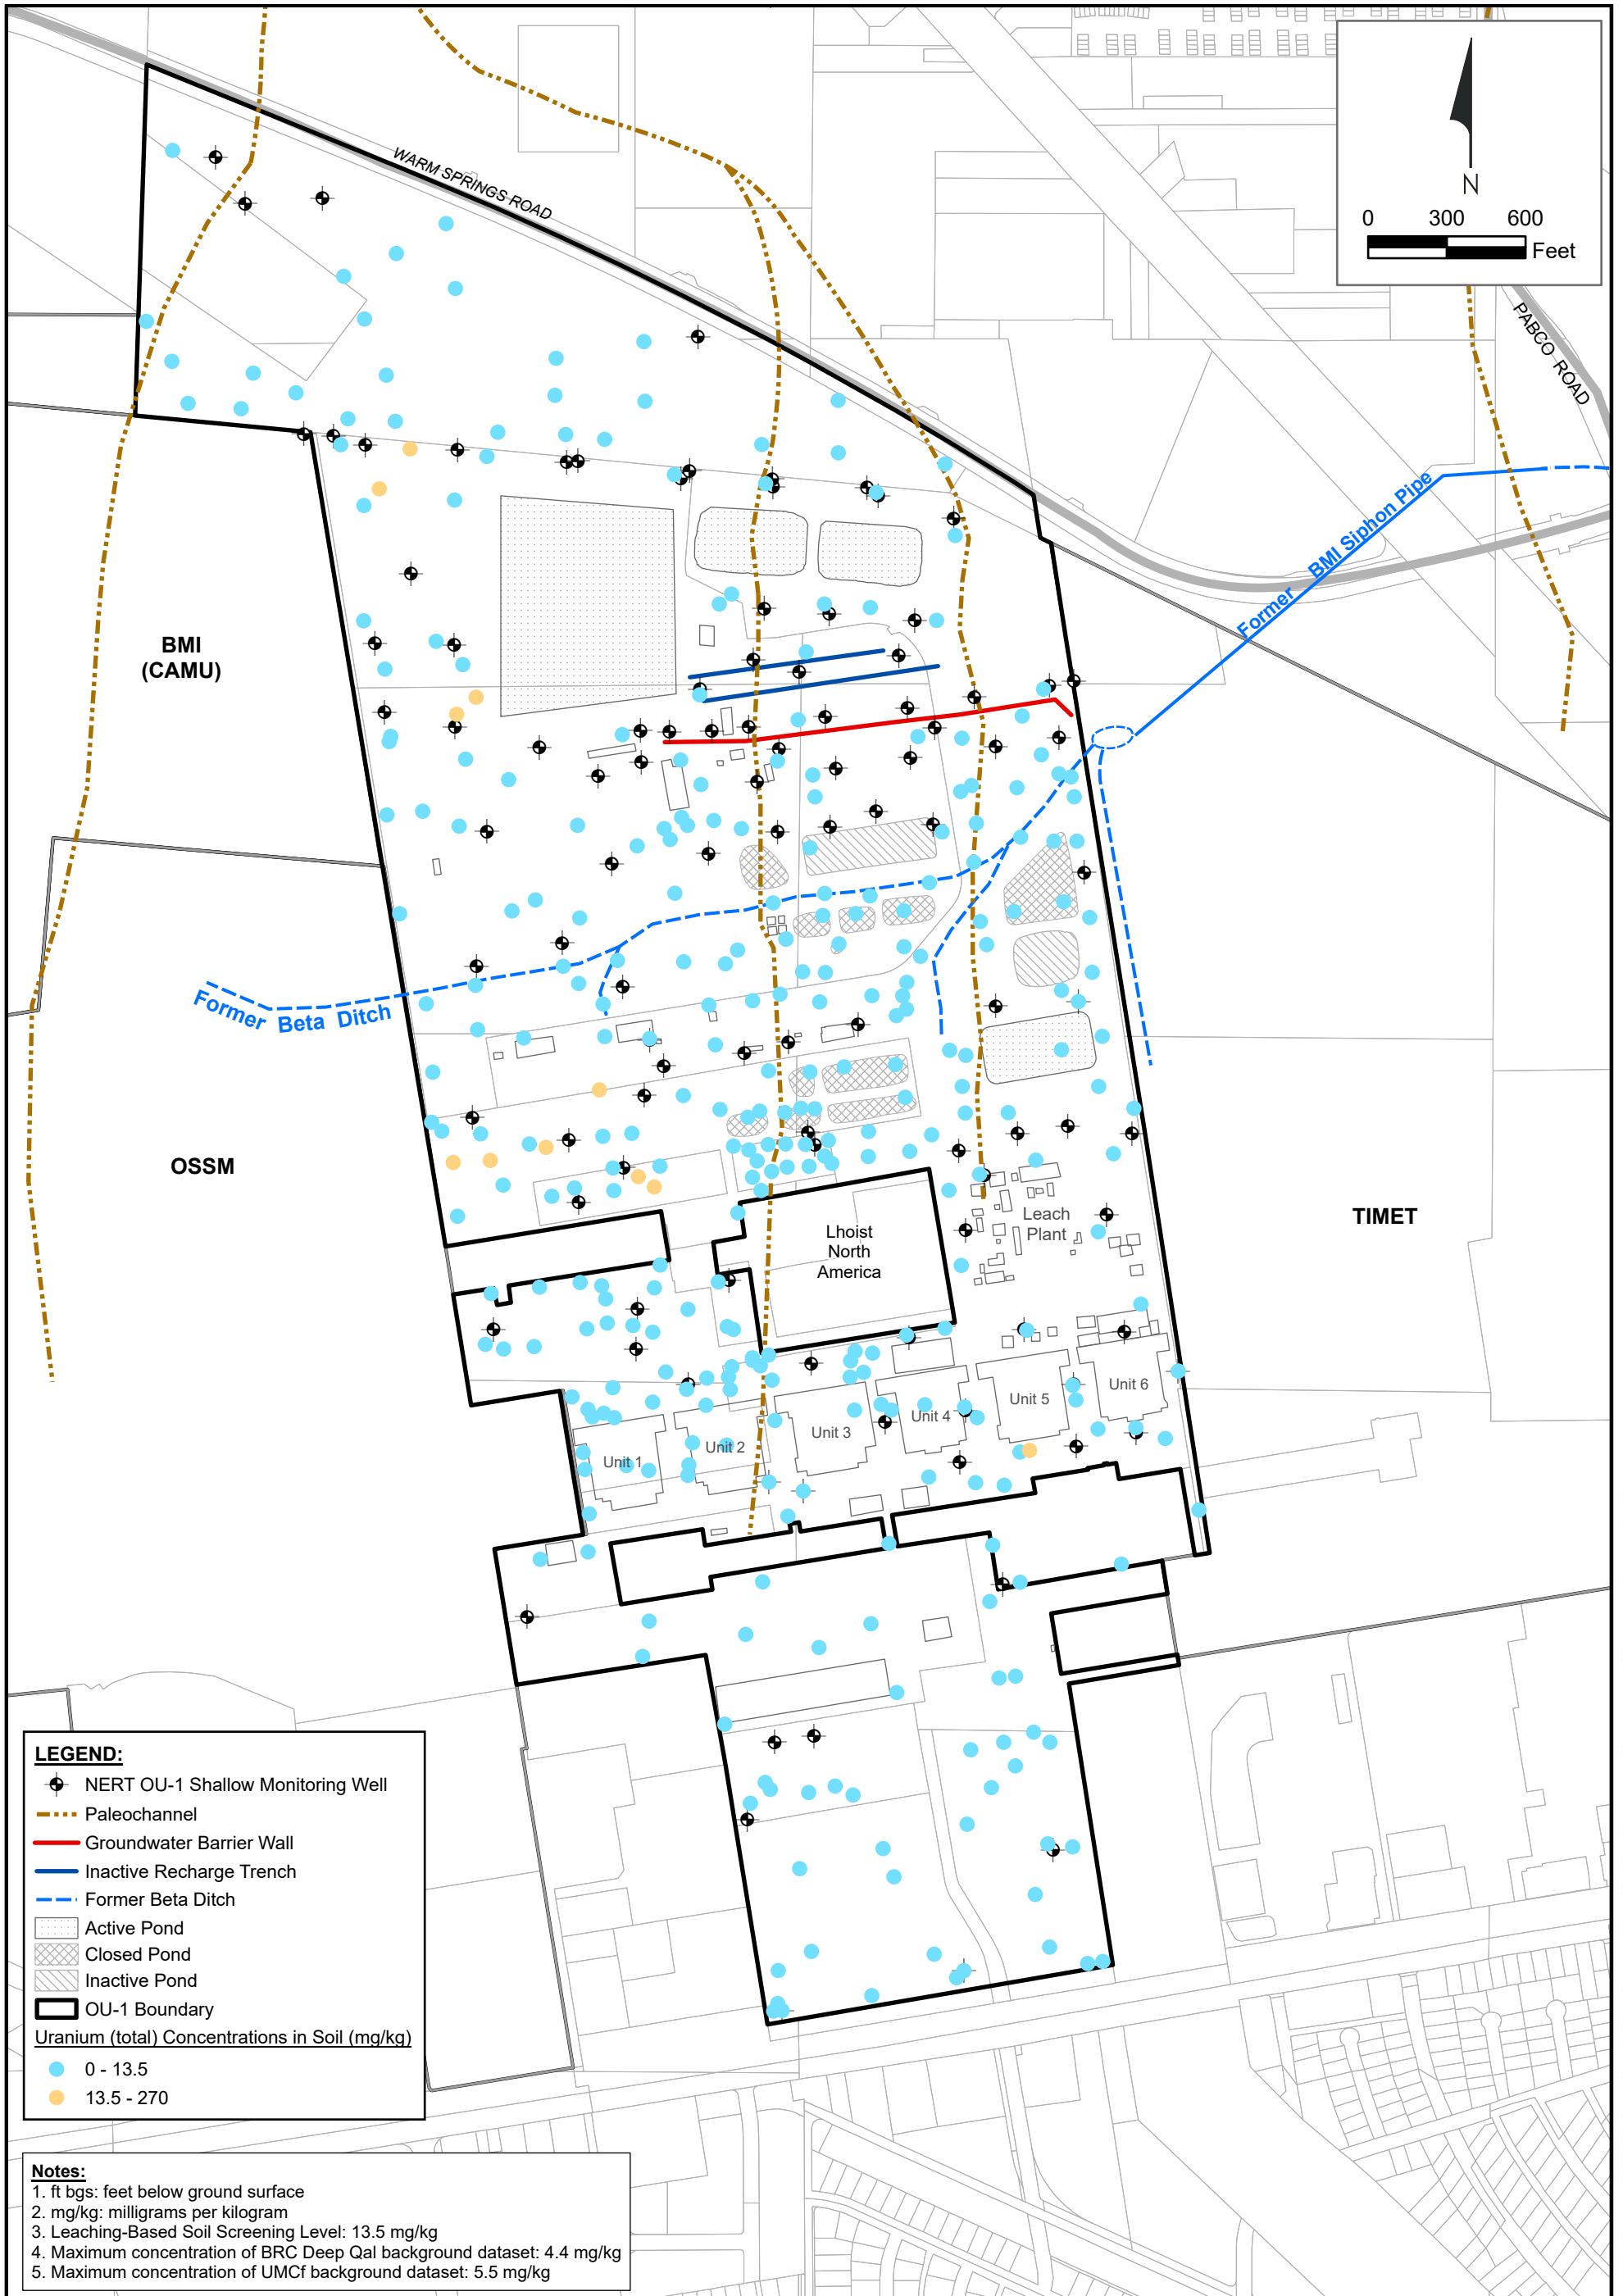 WARM SPRINGS ROAD
N
0 300 600
Feet
PABCO ROAD
Former BMI Siphon Pipe
BMI
(CAMU)
Former Beta Ditch
OSSM
TIMET
Lhoist
North
America
Leach
Plant
Unit 1
Unit 2
Unit 3
Unit 4
Unit 5
Unit 6
LEGEND:
NERT OU-1 Shallow Monitoring Well
Paleochannel
Groundwater Barrier Wall
Inactive Recharge Trench
Former Beta Ditch
Active Pond
Closed Pond
Inactive Pond
OU-1 Boundary
Uranium (total) Concentrations in Soil (mg/kg)
0 - 13.5
13.5 - 270
Notes:
1. ft bgs: feet below ground surface
2. mg/kg: milligrams per kilogram
3. Leaching-Based Soil Screening Level: 13.5 mg/kg
4. Maximum concentration of BRC Deep Qal background dataset: 4.4 mg/kg
5. Maximum concentration of UMCf background dataset: 5.5 mg/kg